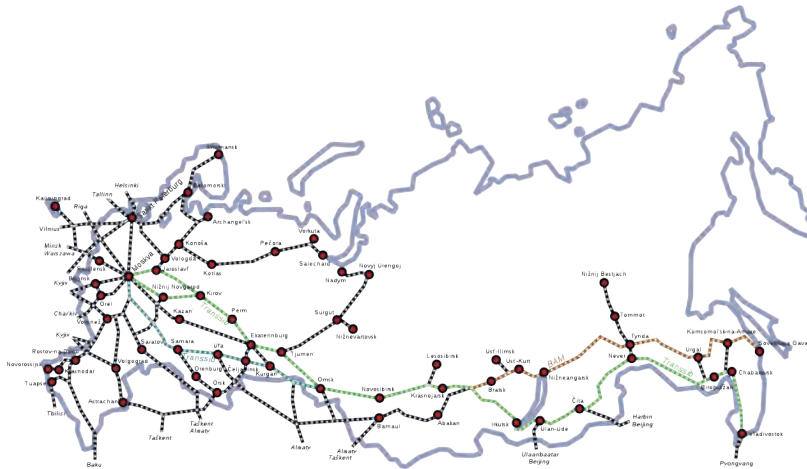 Murmansk
Kaliningrad
Riga
Tallinn
Helsinki
Sankt Peterburg
Belomorsk
Vilnius
Archangel'sk
Minsk
Warszawa
Konoša
Vologda
Kotlas
Pečora
Vorkuta
Salechard
Nadym
Novyj Urengoj
Smolensk
Moskva
Jaroslavl'
Brjansk
Kyjiv
Nižnij Novgorod
Kirov
Orel
Charkiv
Voronež
Kazan
Perm
Transsib
Surgut
Nižnevartovsk
Nižnij Bestjach
Tommot
Kyjiv
Saratov
Samara
Ufa
Ekaterinburg
Tjumen'
Transsib
Rostov-na-Donu
Novorossijsk
Krasnodar
Tuapse
Tbilisi
Volgograd
Orenburg
Čeljabinsk
Kurgan
Orsk
Omsk
Astrachan
Taškent
Taškent
Almaty
Baku
Almaty
Almaty
Taškent
Novosibirsk
Barnaul
Lesosibirsk
Krasnojarsk
Abakan
Ust'-Ilimsk
Ust'-Kut
Bratsk
BAM
Nižneangarsk
Irkutsk
Ulan-Ude
Ulaanbaatar
Beijing
Čita
Harbin
Beijing
Tynda
Never
Transsib
Urgal
Komsomol'sk-na-Amure
Sovetskaja Gavan'
Birobidžan
Chabarovsk
Vladivostok
Pyongyang